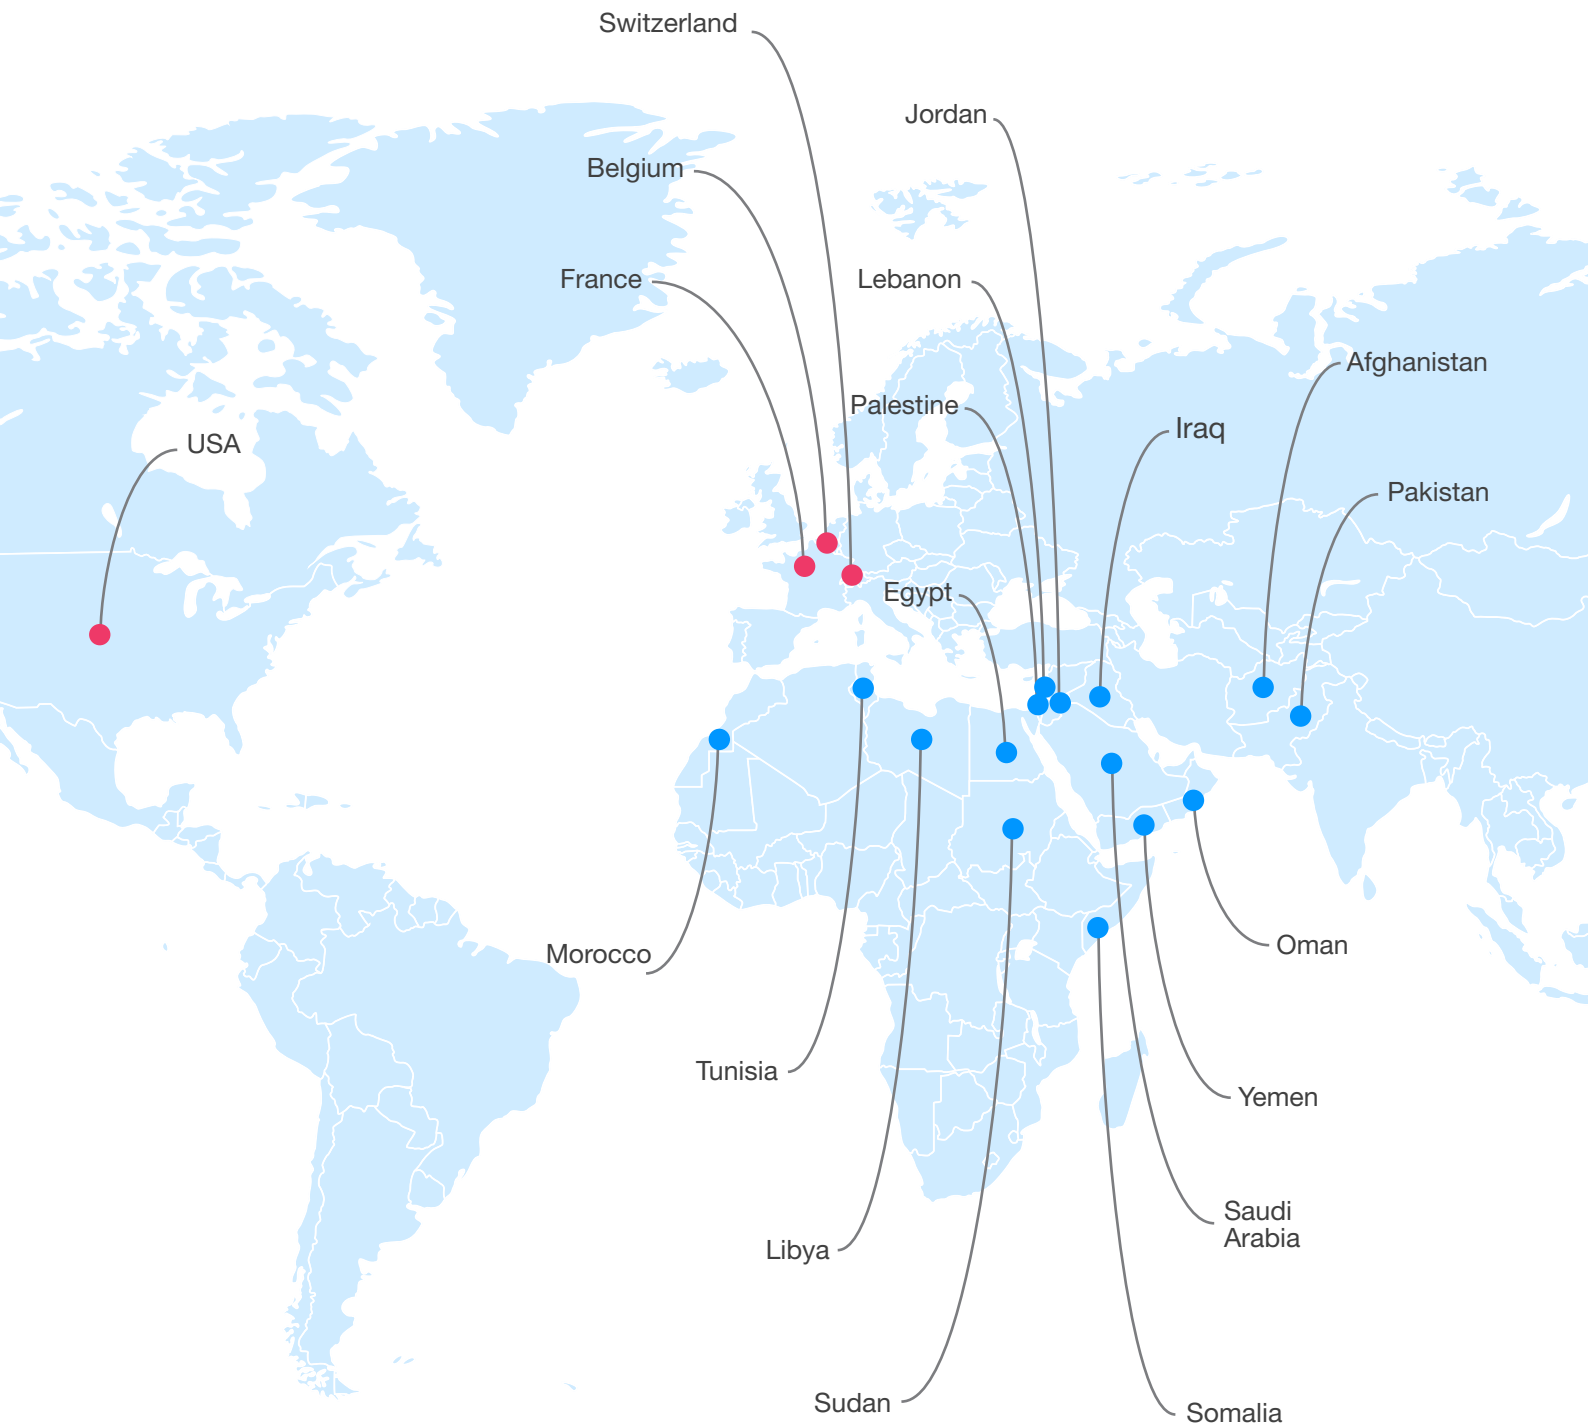 Switzerland
Jordan
Belgium
France
Lebanon
Afghanistan
Palestine
Iraq
USA
Pakistan
Egypt
Oman
Morocco
Tunisia
Yemen
Saudi
Arabia
Libya
Sudan
Somalia